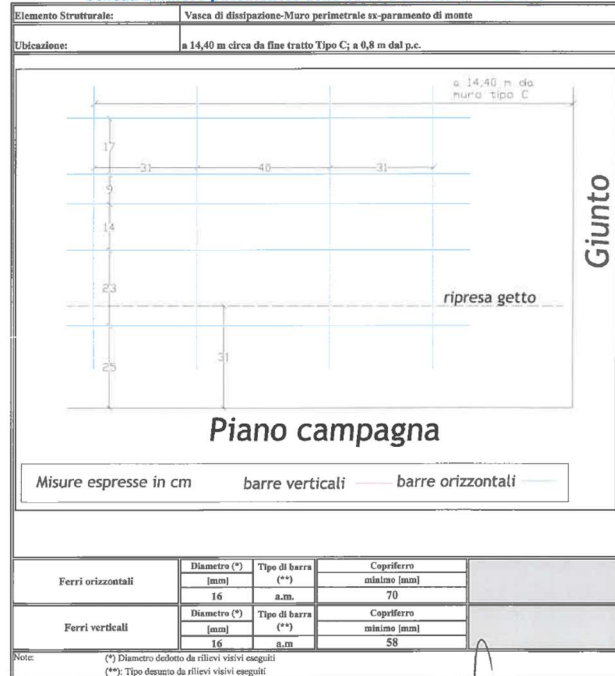 Elemento Strutturale: Vasca di dissipazione-Muro perimetrale sx-paramento di monte
Ubicazione: a 14,40 m circa da fine tratto Tipo C; a 0,8 m dal p.c.
a 14,40 m da
muro tipo C
17
31 40 31
9
14
Giunto
23
ripresa getto
31
25
Piano campagna
Misure espresse in cm barre verticali barre orizzontali
Ferri orizzontali Diametro (*) Tipo di barra Copriferro
[mm] (**) minimo [mm]
16 a.m. 70
Ferri verticali Diametro (*) Tipo di barra Copriferro
[mm] (**) minimo [mm]
16 a.m 58
Note: (*) Diametro dedotto da rilievi visivi eseguiti
(**): Tipo desunto da rilievi visivi eseguiti